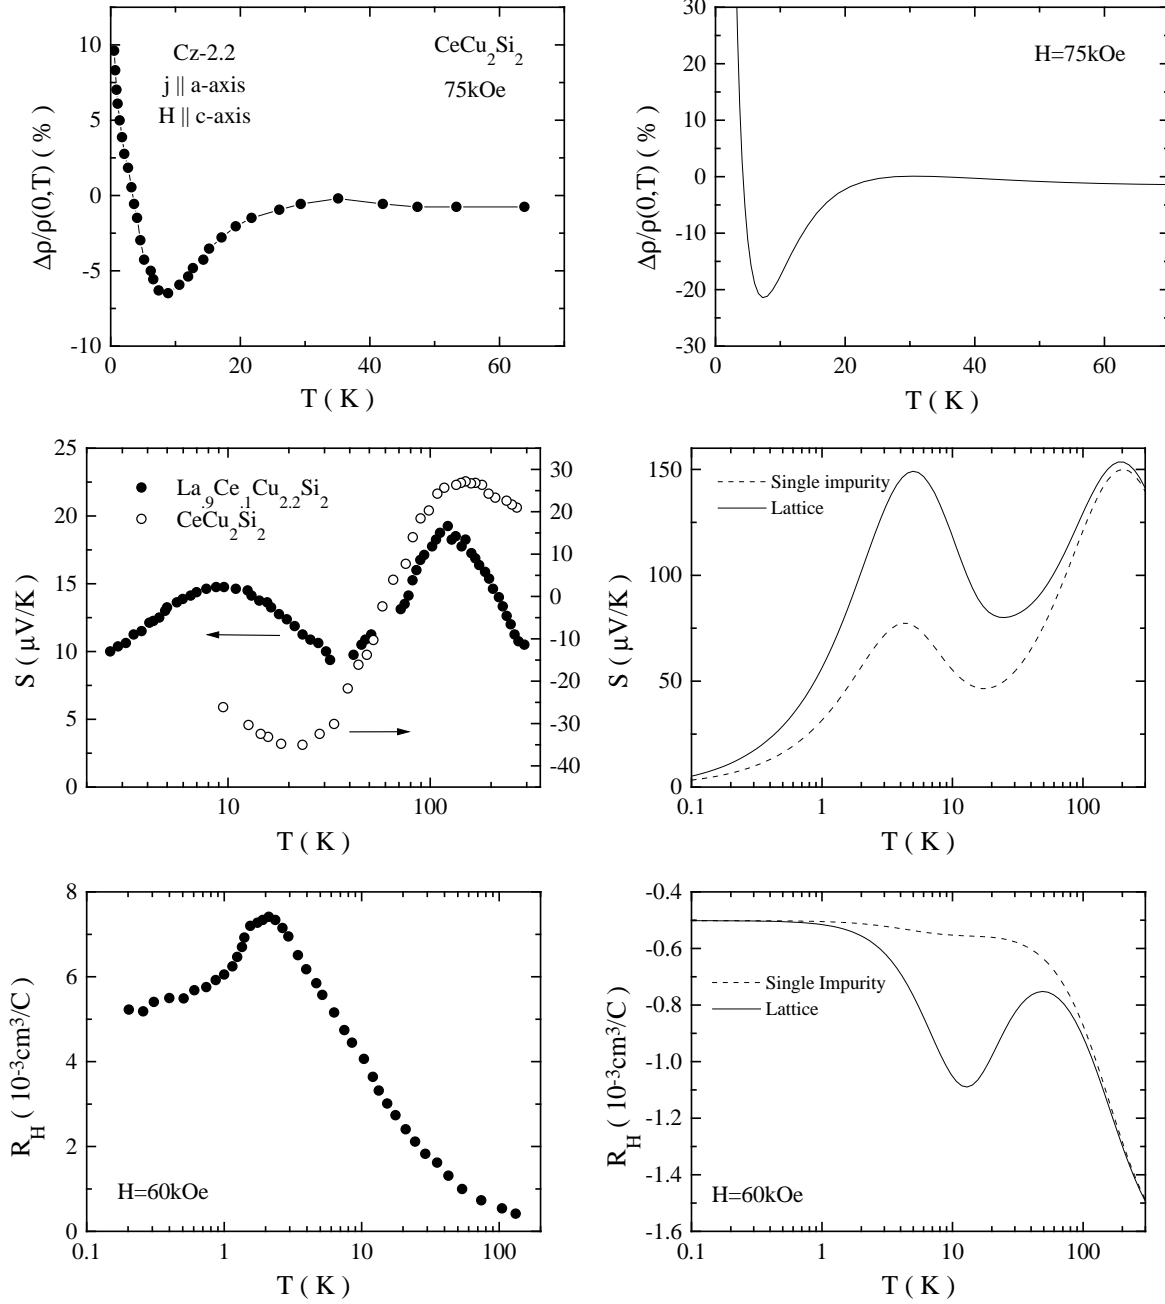 10
5
0
-5
-10
0
20
40
60
Δρ/ρ(0,T) ( % )
T ( K )
Cz-2.2
j || a-axis
H || c-axis
CeCu2Si2
75kOe
30
20
10
0
-10
-20
-30
0
20
40
60
Δρ/ρ(0,T) ( % )
T ( K )
H=75kOe
25
20
15
10
5
0
10
100
30
20
10
0
-10
-20
-30
-40
S ( μV/K )
T ( K )
La.9Ce.1Cu2.2Si2
CeCu2Si2
150
100
50
0
0.1
1
10
100
S ( μV/K )
T ( K )
Single impurity
Lattice
8
6
4
2
0
0.1
1
10
100
RH ( 10-3cm3/C )
T ( K )
H=60kOe
-0.4
-0.6
-0.8
-1.0
-1.2
-1.4
-1.6
0.1
1
10
100
RH ( 10-3cm3/C )
T ( K )
Single Impurity
Lattice
H=60kOe